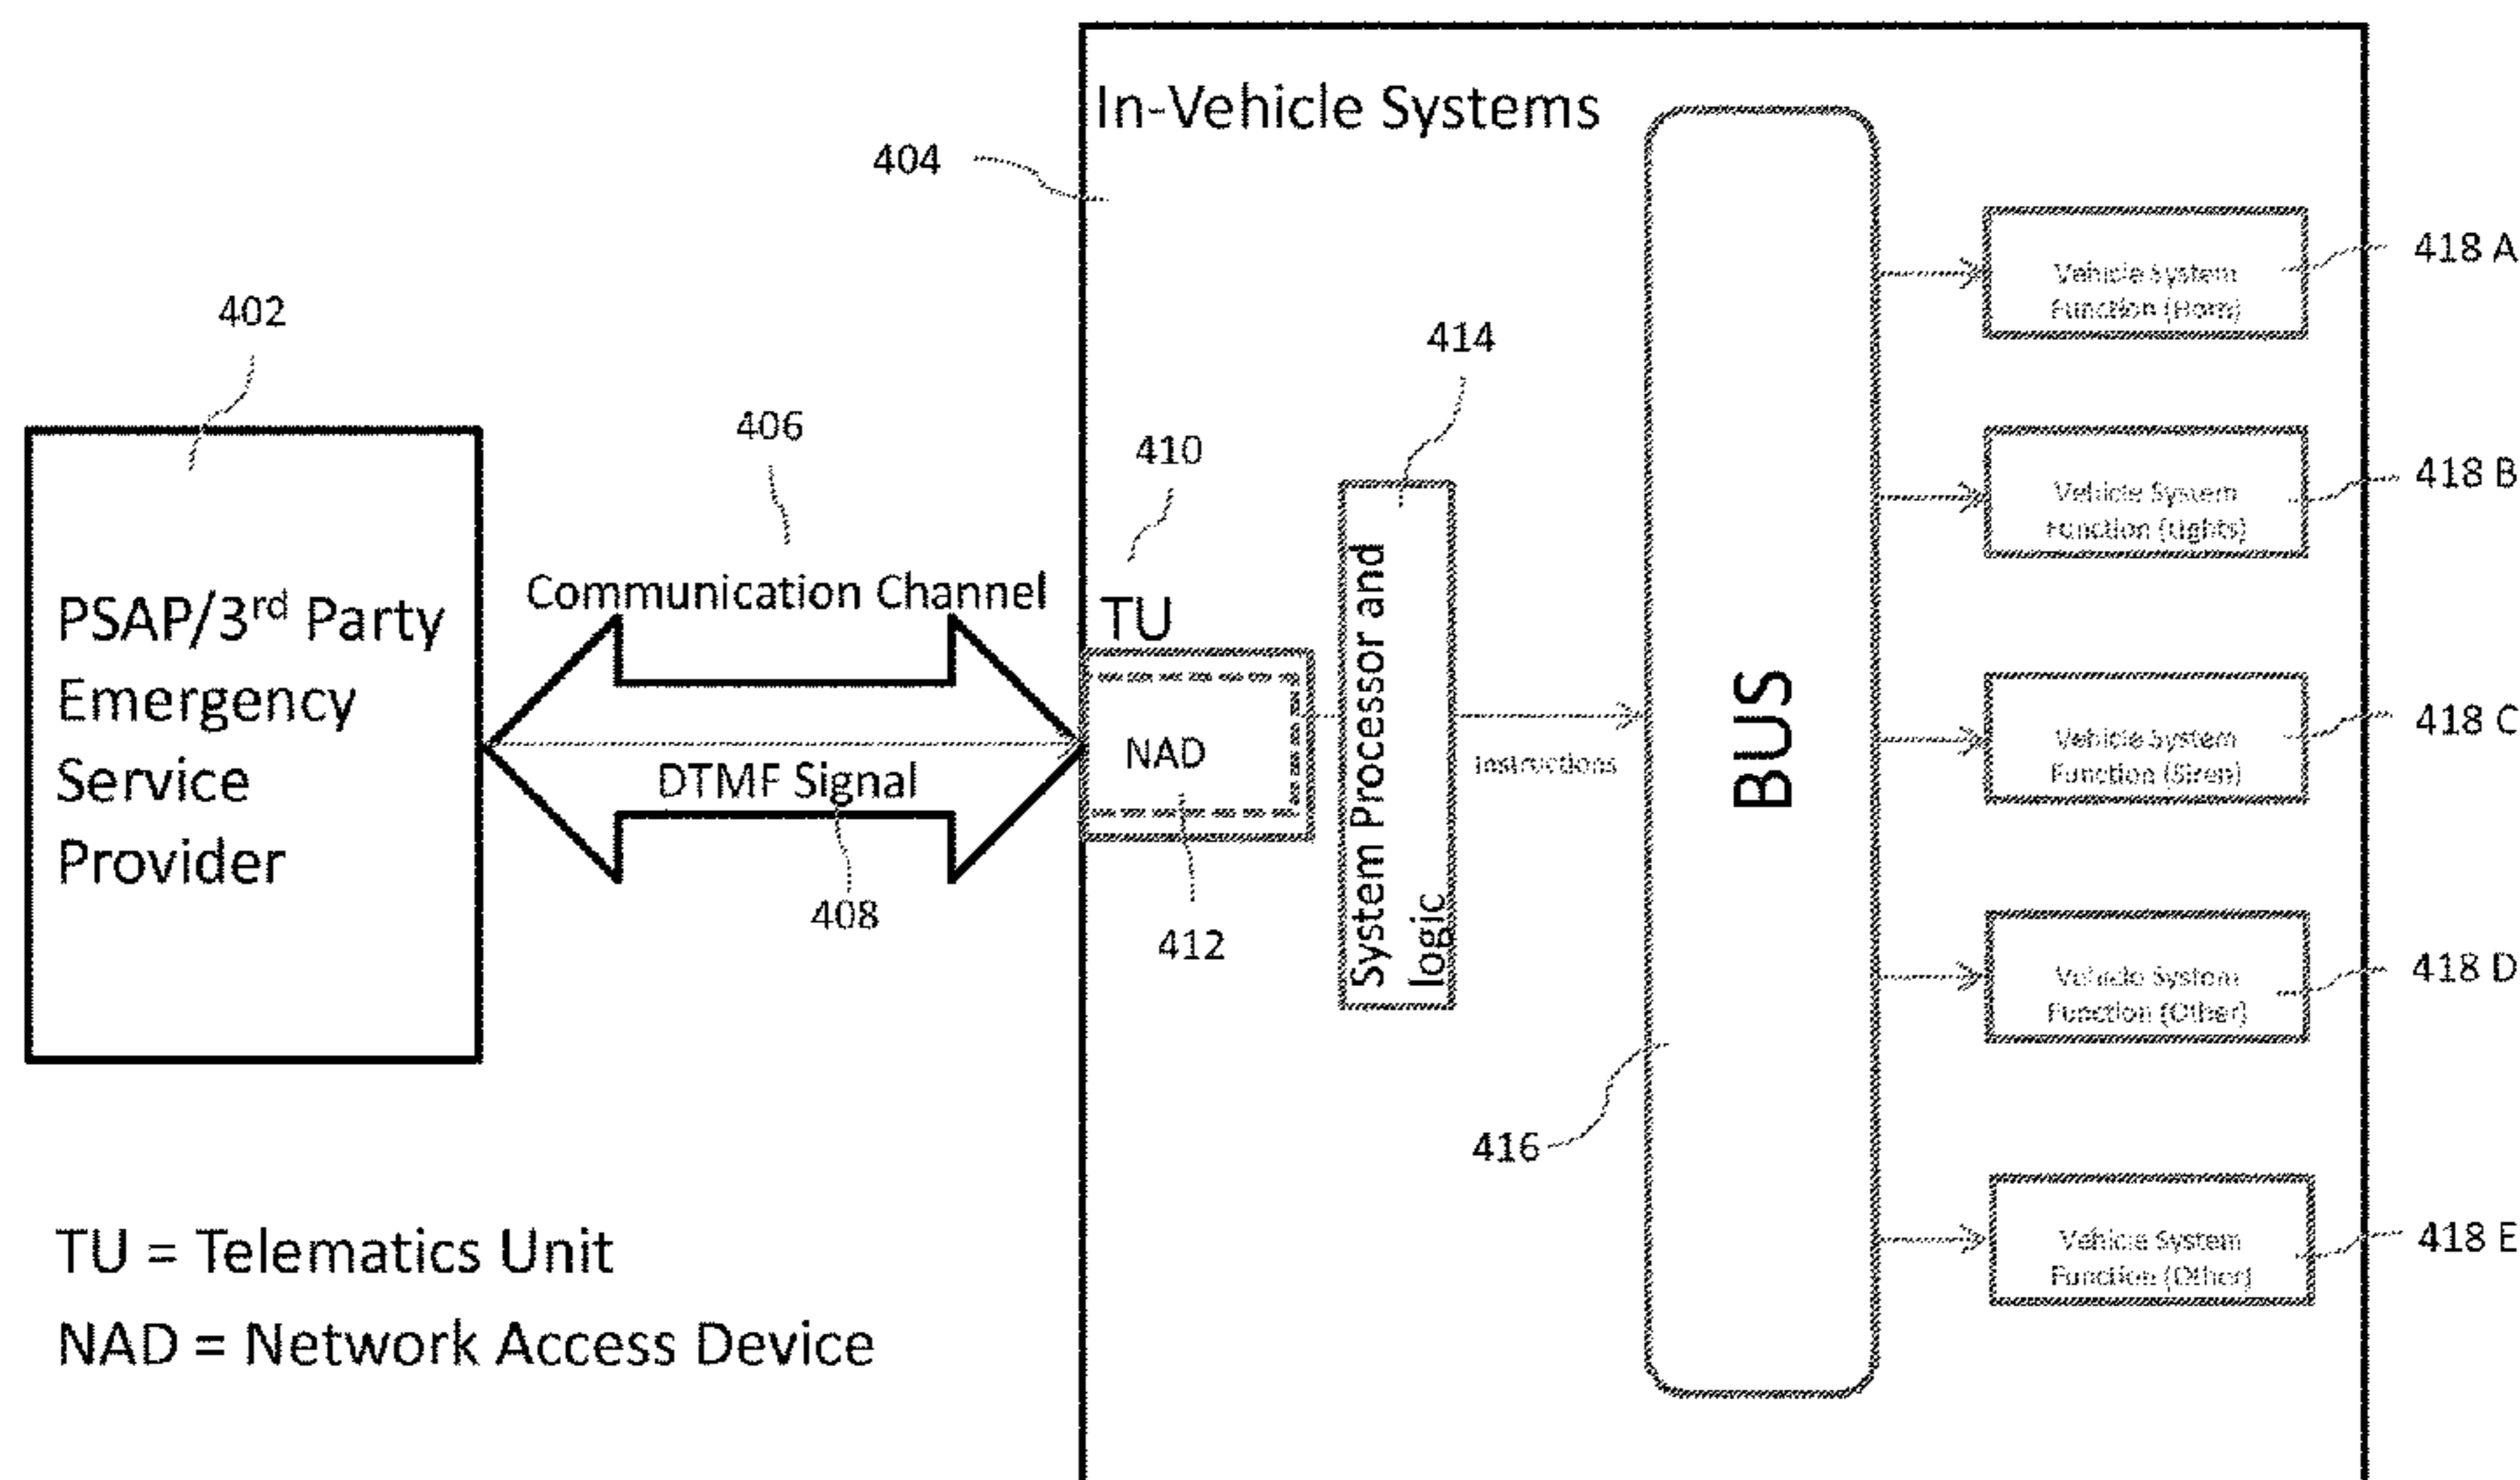 In-Vehicle Systems
404
418 A
Vehicle System
Function (Horn)
402
414
418 B
Vehicle System
Function (Lights)
406
410
Communication Channel
TU
PSAP/3rd Party
Emergency
Service
Provider
DTMF Signal
408
NAD
412
System Processor and
logic
Instructions
BUS
416
418 C
Vehicle System
Function (Siren)
418 D
Vehicle System
Function (Other)
418 E
Vehicle System
Function (Other)
TU = Telematics Unit
NAD = Network Access Device